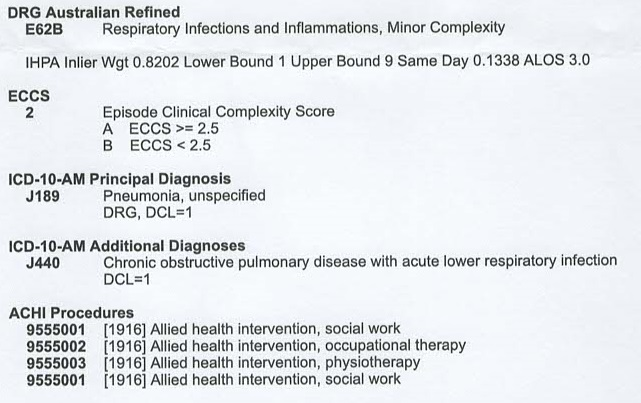 DRG Australian Refined
E62B Respiratory Infections and Inflammations, Minor Complexity
IHPA Inlier Wgt 0.8202 Lower Bound 1 Upper Bound 9 Same Day 0.1338 ALOS 3.0
ECCS
2 Episode Clinical Complexity Score
A ECCS >= 2.5
B ECCS < 2.5
ICD-10-AM Principal Diagnosis
J189 Pneumonia, unspecified
DRG, DCL=1
ICD-10-AM Additional Diagnoses
J440 Chronic obstructive pulmonary disease with acute lower respiratory infection
DCL=1
ACHI Procedures
9555001 [1916] Allied health intervention, social work
9555002 [1916] Allied health intervention, occupational therapy
9555003 [1916] Allied health intervention, physiotherapy
9555001 [1916] Allied health intervention, social work